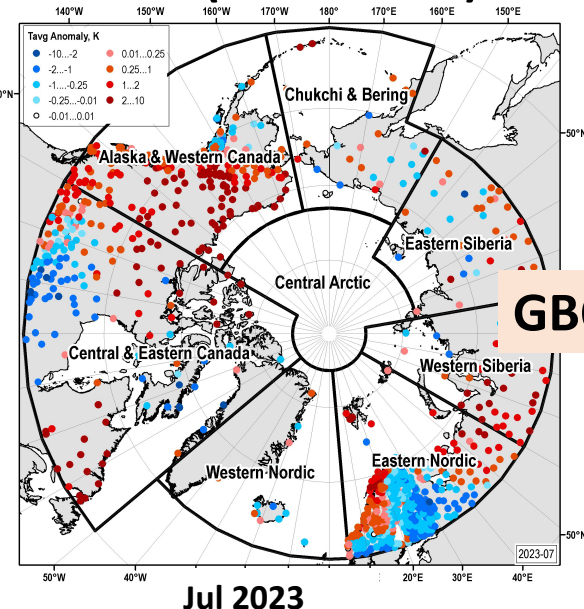 140°W 150°W 160°W 170°W 180°W 170°E 160°E 150°E
Tavg Anomaly, K
-10...-2 0.01...0.25
-2...-1 0.25...1
-1...-0.25 1...2
-0.25...-0.01 2...10
-0.01...0.01
0°N
Chukchi & Bering
50°N
Alaska & Western Canada
Eastern Siberia
Central Arctic
GBC
Central & Eastern Canada
Western Siberia
Eastern Nordic
Western Nordic
50°N
2023-07
50°W 40°W 20°E 30°E 40°E
Jul 2023